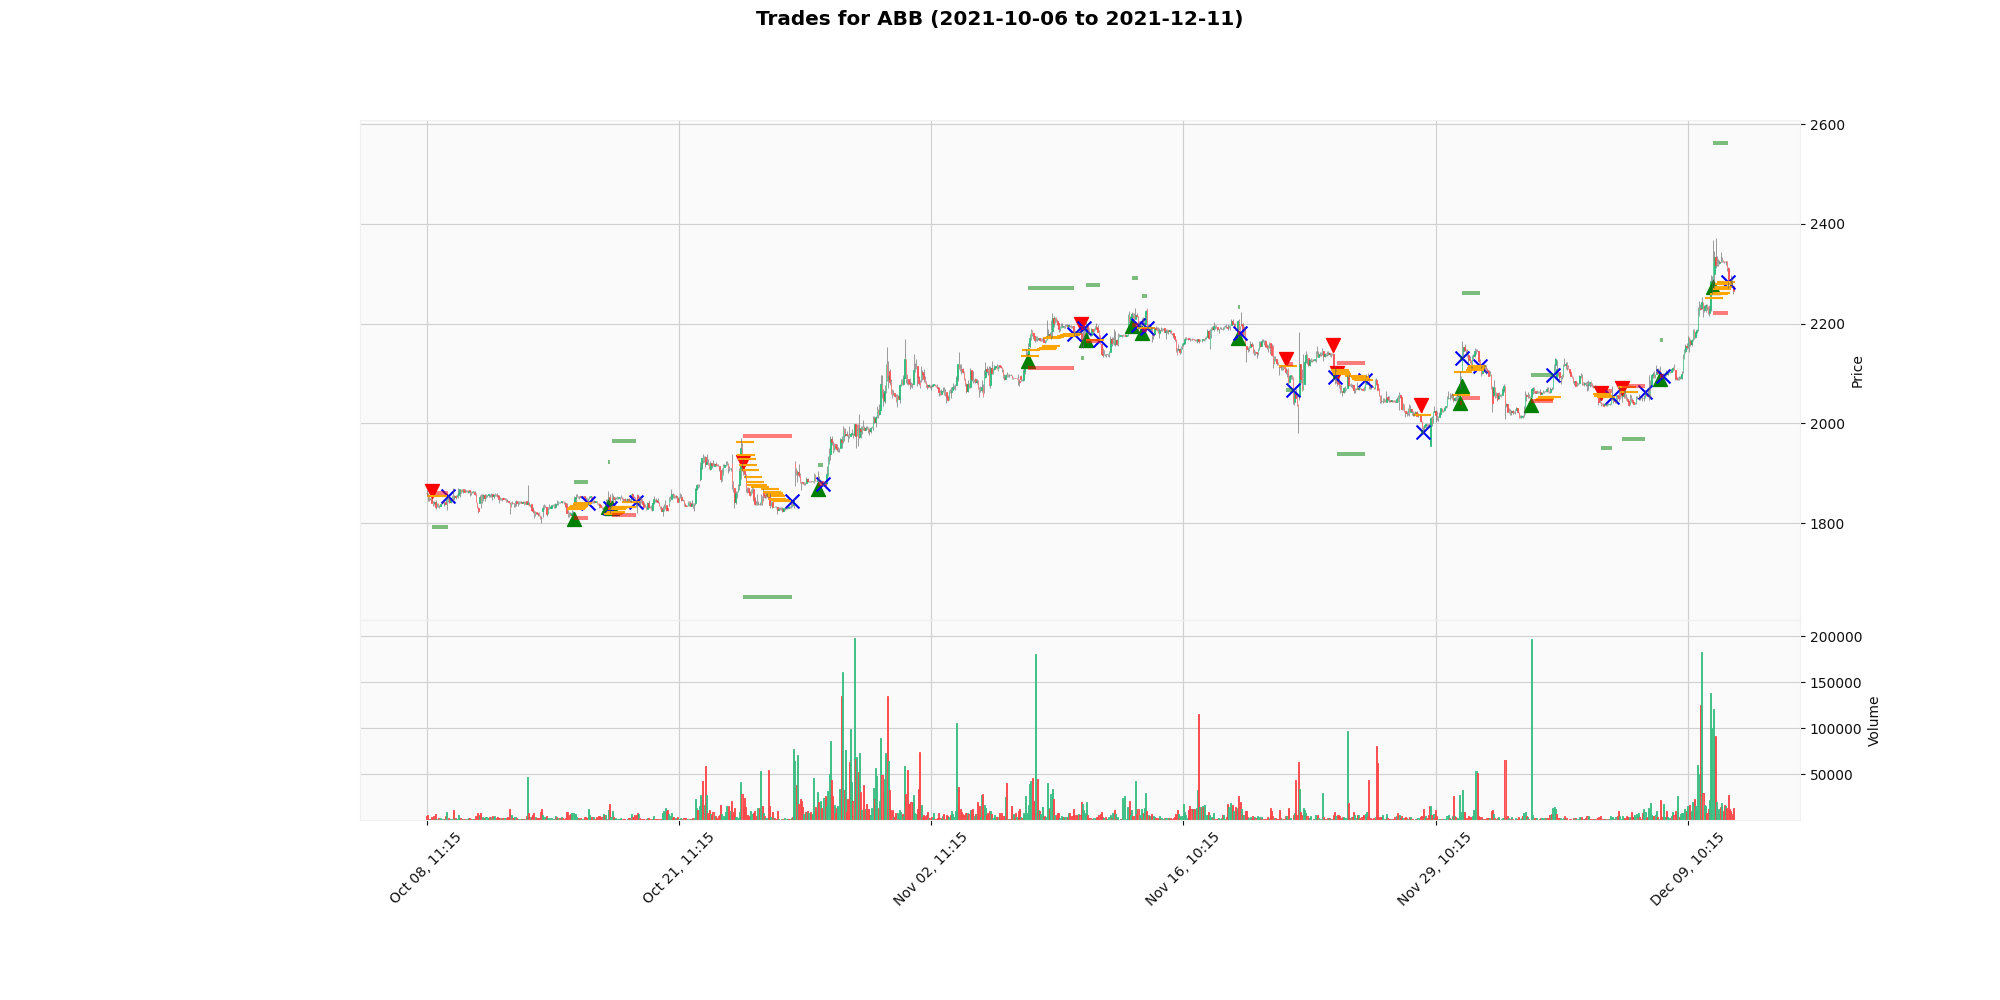 Trades for ABB (2021-10-06 to 2021-12-11)
2600
2400
2200
2000
1800
Price
200000
150000
100000
50000
Volume
Oct 08, 11:15
Oct 21, 11:15
Nov 02, 11:15
Nov 16, 10:15
Nov 29, 10:15
Dec 09, 10:15